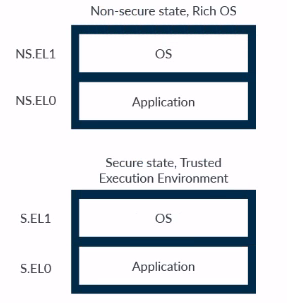 Non-secure state, Rich OS
NS.EL1
OS
NS.EL0
Application
Secure state, Trusted
Execution Environment
S.EL1
OS
S.EL0
Application